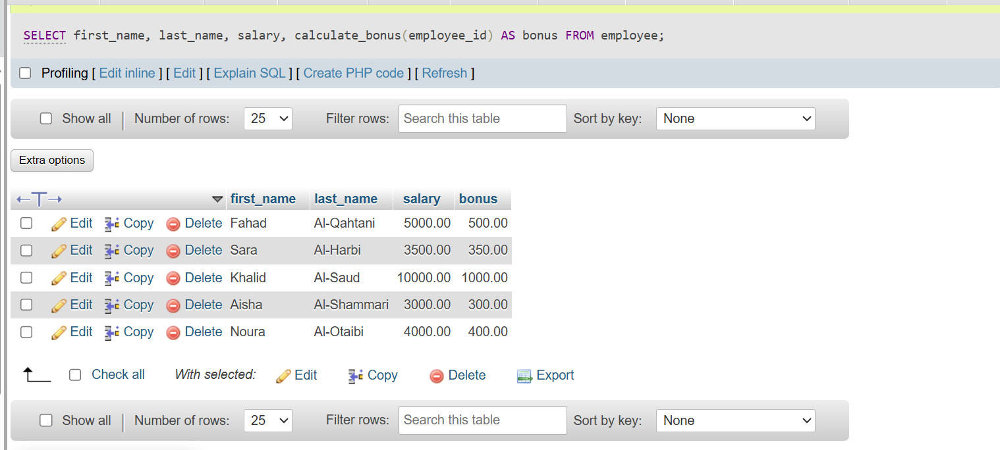 SELECT first_name, last_name, salary, calculate_bonus(employee_id) AS bonus FROM employee;
Profiling [ Edit inline ] [ Edit ] [ Explain SQL ] [ Create PHP code ] [ Refresh ]
Show all | Number of rows: 25 Filter rows: Search this table Sort by key: None
Extra options
←T→ first_name last_name salary bonus
Edit Copy Delete Fahad Al-Qahtani 5000.00 500.00
Edit Copy Delete Sara Al-Harbi 3500.00 350.00
Edit Copy Delete Khalid Al-Saud 10000.00 1000.00
Edit Copy Delete Aisha Al-Shammari 3000.00 300.00
Edit Copy Delete Noura Al-Otaibi 4000.00 400.00
Check all With selected: Edit Copy Delete Export
Show all | Number of rows: 25 Filter rows: Search this table Sort by key: None